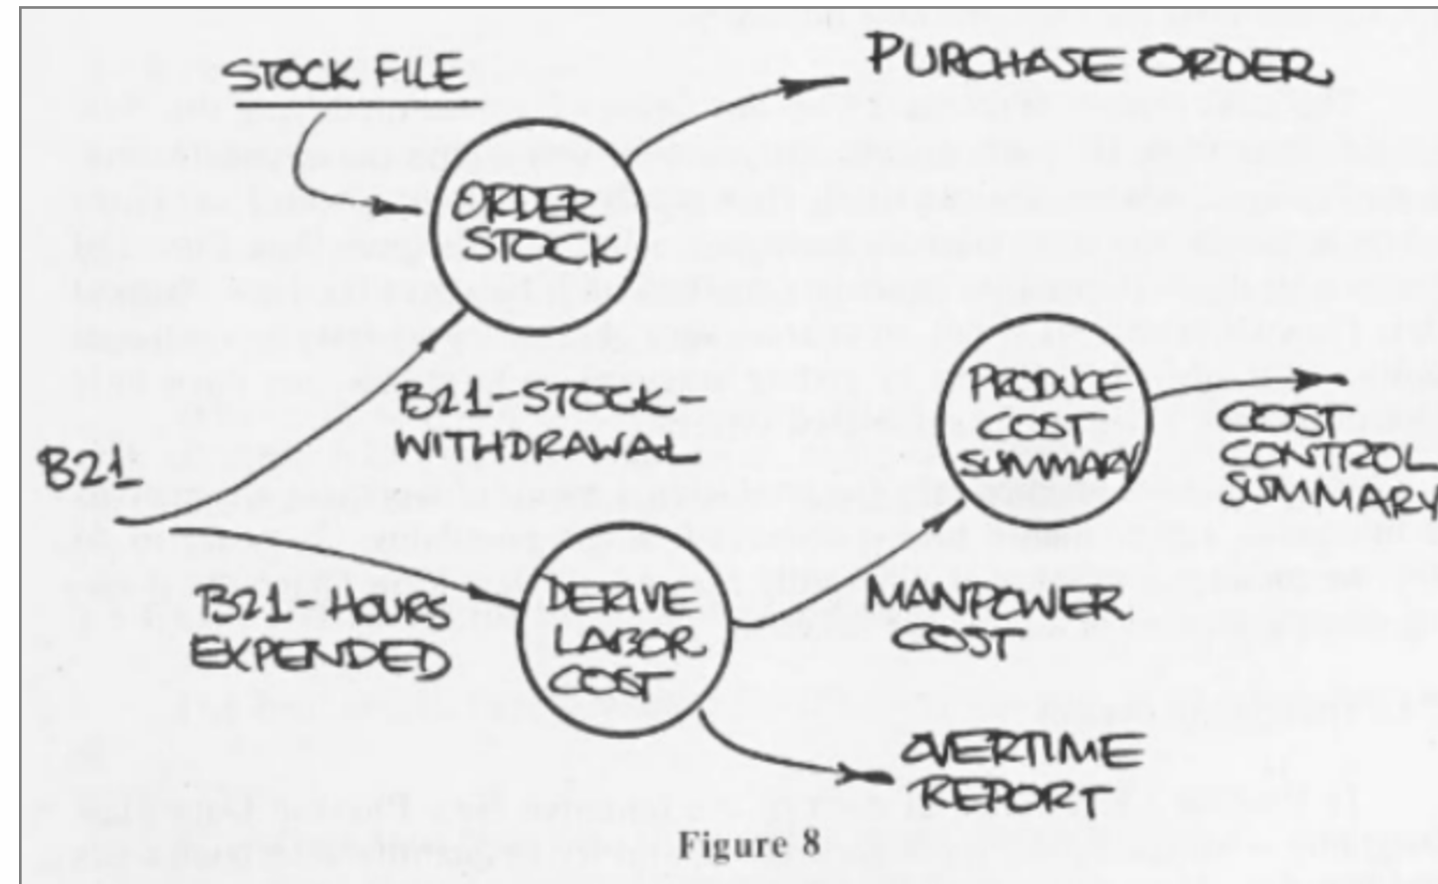 STOCK FILE
PURCHASE ORDER
ORDER
STOCK
B21-STOCK-
WITHDRAWAL
B21
PRODUCE
COST
SUMMARY
COST
CONTROL
SUMMARY
B21-HOURS
EXPENDED
DERIVE
LABOR
COST
MANPOWER
COST
OVERTIME
REPORT
Figure 8